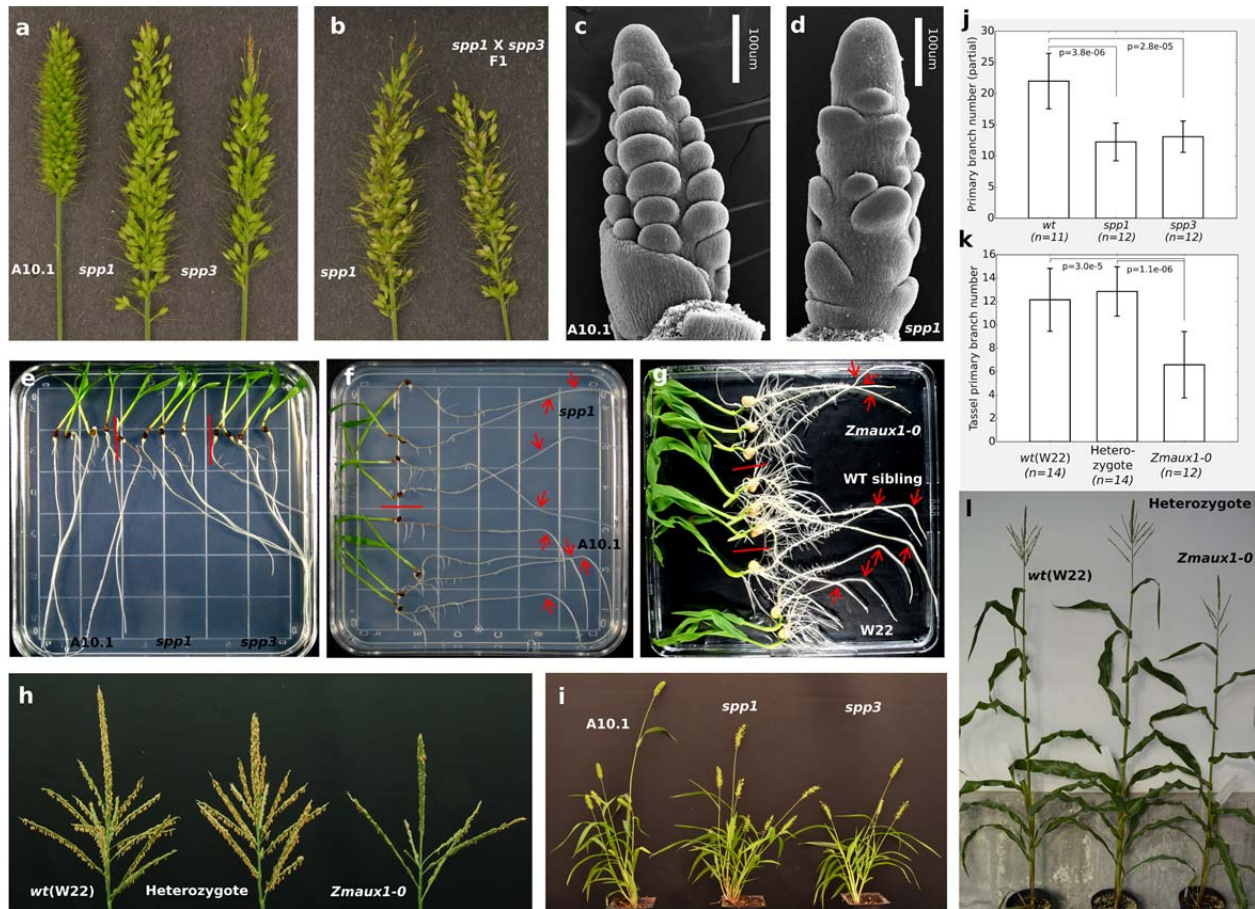 a
A10.1
spp1
spp3
b
spp1 X spp3
F1
spp1
c
100um
A10.1
d
100um
spp1
e
A10.1
spp1
spp3
f
spp1
A10.1
g
Zmaux1-0
WT sibling
W22
h
wt(W22)
Heterozygote
Zmaux1-0
i
A10.1
spp1
spp3
j
Primary branch number (partial)
30
25
20
15
10
5
0
p=3.8e-06
p=2.8e-05
wt
(n=11)
spp1
(n=12)
spp3
(n=12)
k
Tassel primary branch number
16
14
12
10
8
6
4
2
0
p=3.0e-5
p=1.1e-06
wt(W22)
(n=14)
Hetero-
zygote
(n=14)
Zmaux1-0
(n=12)
l
Heterozygote
wt(W22)
Zmaux1-0